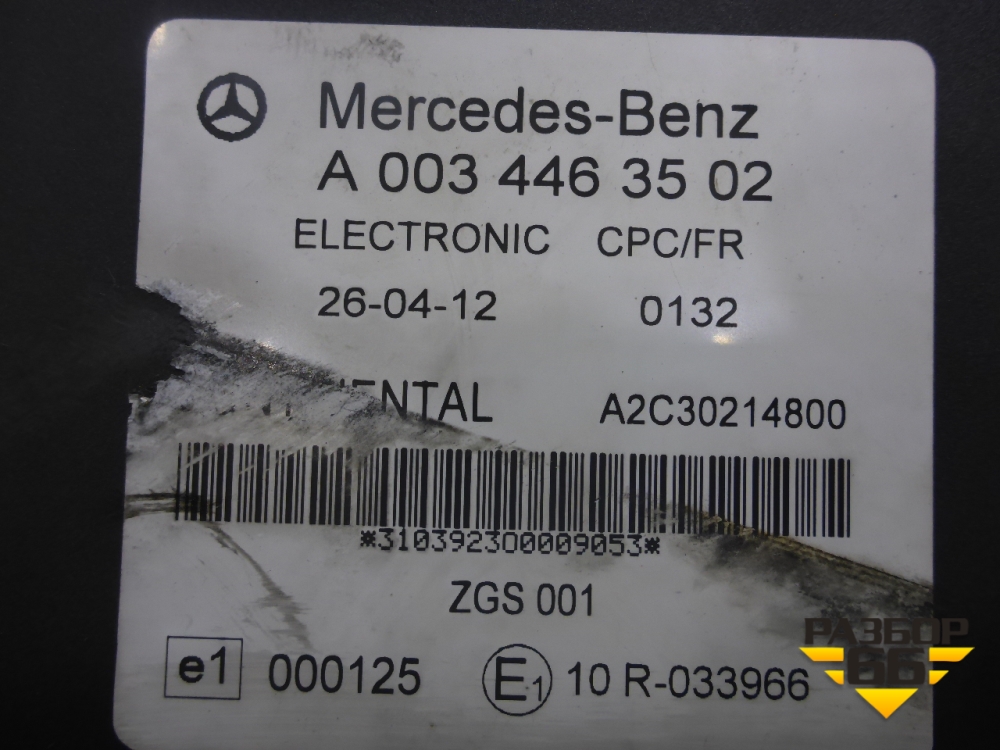 Mercedes-Benz
A 003 446 35 02
ELECTRONIC CPC/FR
26-04-12 0132
A2C30214800
*310392300009053*
ZGS 001
e1 000125 E1 10 R-033966
РАЗБОР
66